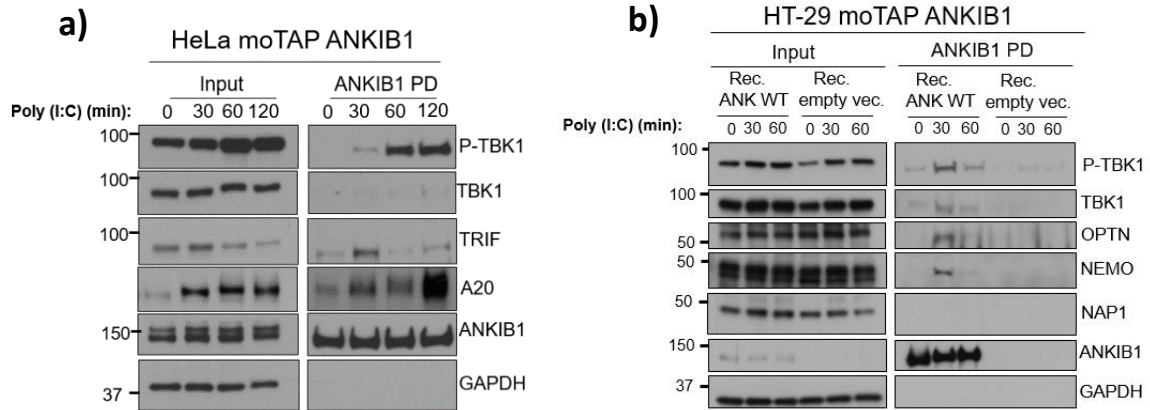 a)
HeLa moTAP ANKIB1
Input ANKIB1 PD
Poly (I:C) (min): 0 30 60 120 0 30 60 120
100 P-TBK1
100 TBK1
100 TRIF
A20
150 ANKIB1
37 GAPDH
b)
HT-29 moTAP ANKIB1
Input ANKIB1 PD
Rec. Rec. Rec. Rec.
ANK WT empty vec. ANK WT empty vec.
Poly (I:C) (min): 0 30 60 0 30 60 0 30 60 0 30 60
100 P-TBK1
100 TBK1
50 OPTN
50 NEMO
50 NAP1
150 ANKIB1
37 GAPDH